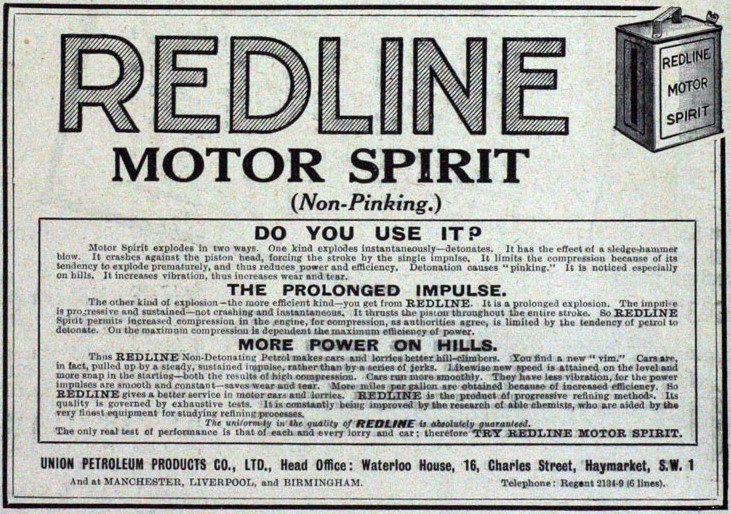 REDLINE
MOTOR SPIRIT
(Non-Pinking.)
REDLINE
MOTOR
SPIRIT
DO YOU USE IT?
Motor Spirit explodes in two ways. One kind explodes instantaneously—detonates. It has the effect of a sledge-hammer
blow. It crashes against the piston head, forcing the stroke by the single impulse. It limits the compression because of its
tendency to explode prematurely, and thus reduces power and efficiency. Detonation causes "pinking." It is noticed especially
on hills. It increases vibration, thus increases wear and tear.
THE PROLONGED IMPULSE.
The other kind of explosion—the more efficient kind—you get from REDLINE. It is a prolonged explosion. The impulse
is progressive and sustained—not crashing and instantaneous. It thrusts the piston throughout the entire stroke. So REDLINE
Spirit permits increased compression in the engine, for compression, as authorities agree, is limited by the tendency of petrol to
detonate. On the maximum compression is dependent the maximum efficiency of power.
MORE POWER ON HILLS.
Thus REDLINE Non-Detonating Petrol makes cars and lorries better hill-climbers. You find a new "vim." Cars are,
in fact, pulled up by a steady, sustained impulse, rather than by a series of jerks. Likewise new speed is attained on the level and
more snap in the starting—both the results of high compression. Cars run more smoothly. They have less vibration, for the power
impulses are smooth and constant—saves wear and tear. More miles per gallon are obtained because of increased efficiency. So
REDLINE gives a better service in motor cars and lorries. REDLINE is the product of progressive refining methods. Its
quality is governed by exhaustive tests. It is constantly being improved by the research of able chemists, who are aided by the
very finest equipment for studying refining processes.
The uniformity in the quality of REDLINE is absolutely guaranteed.
The only real test of performance is that of each and every lorry and car; therefore TRY REDLINE MOTOR SPIRIT.
UNION PETROLEUM PRODUCTS CO., LTD., Head Office: Waterloo House, 16, Charles Street, Haymarket, S.W. 1
And at MANCHESTER, LIVERPOOL, and BIRMINGHAM. Telephone: Regent 2134-9 (6 lines).